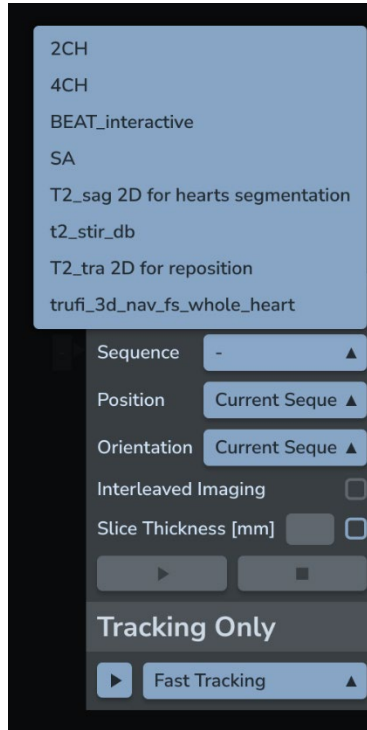 2CH
4CH
BEAT_interactive
SA
T2_sag 2D for hearts segmentation
t2_stir_db
T2_tra 2D for reposition
trufi_3d_nav_fs_whole_heart
Sequence -
Position Current Seque
Orientation Current Seque
Interleaved Imaging
Slice Thickness [mm]
Tracking Only
Fast Tracking